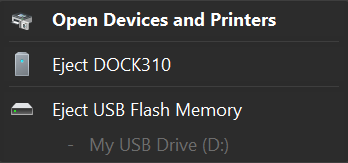 Open Devices and Printers
Eject DOCK310
Eject USB Flash Memory
- My USB Drive (D:)